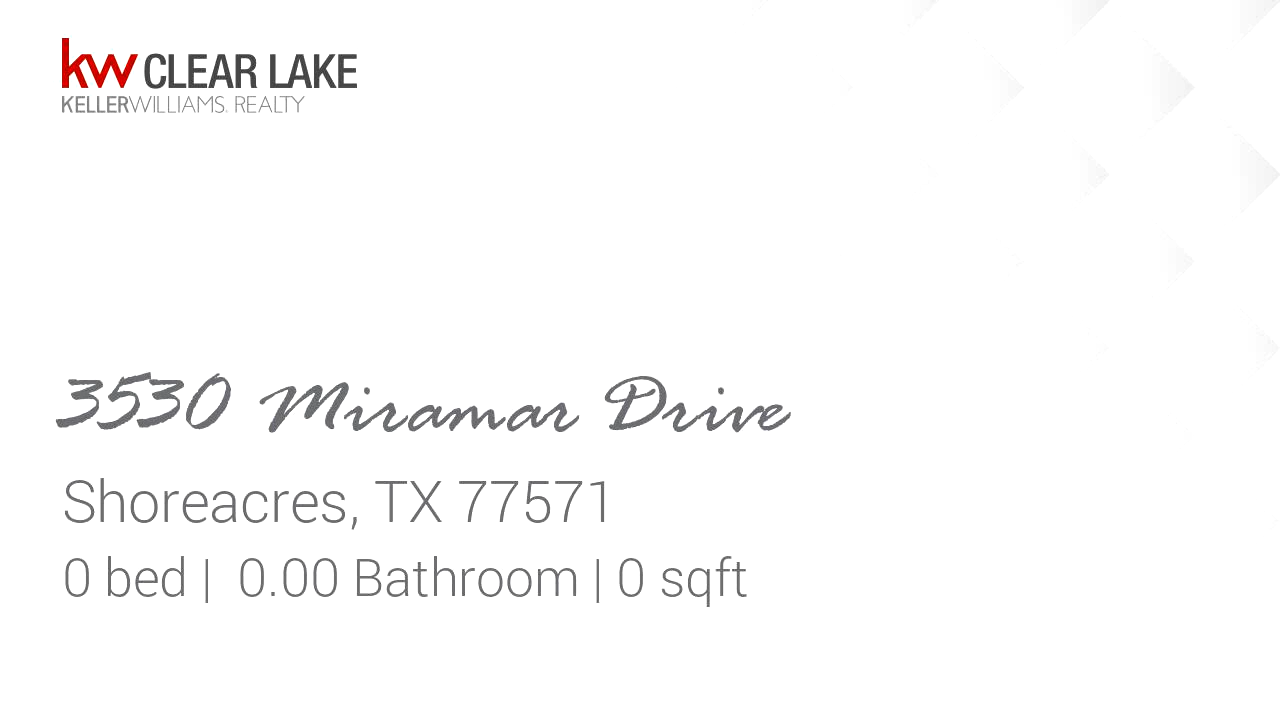 kw CLEAR LAKE
KELLERWILLIAMS. REALTY
3530 Miramar Drive
Shoreacres, TX 77571
0 bed | 0.00 Bathroom | 0 sqft